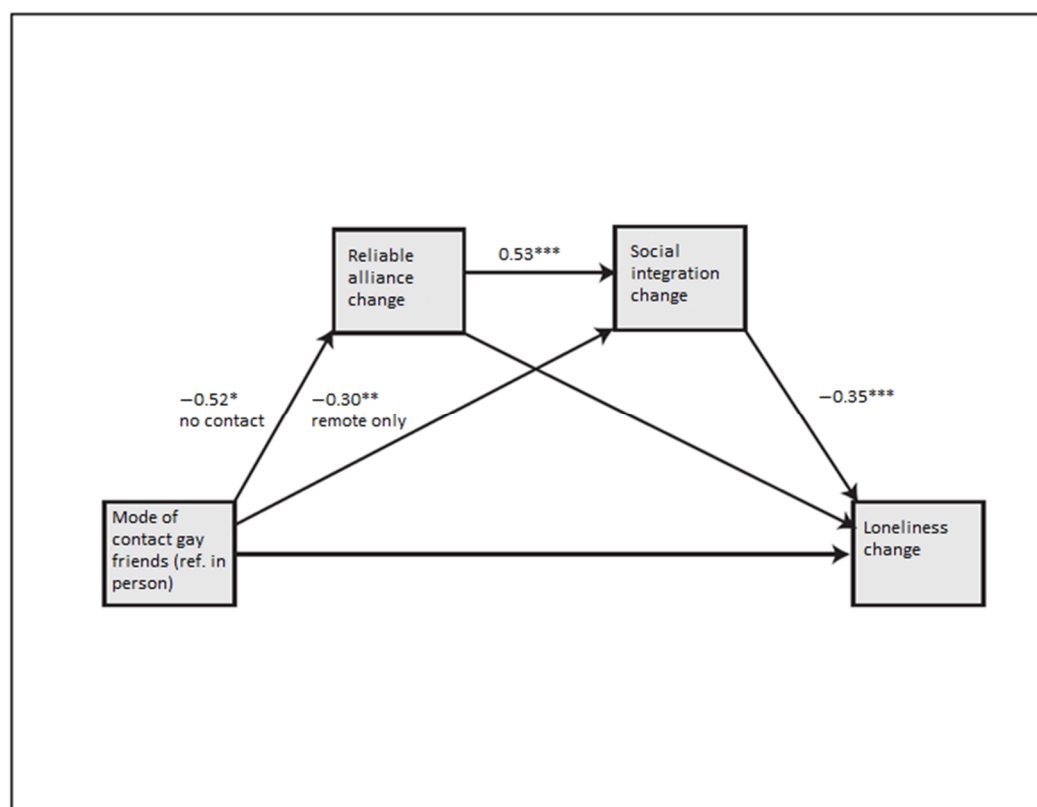 Reliable
alliance
change
0.53***
Social
integration
change
−0.52*
no contact
−0.30**
remote only
−0.35***
Mode of
contact gay
friends (ref. in
person)
Loneliness
change